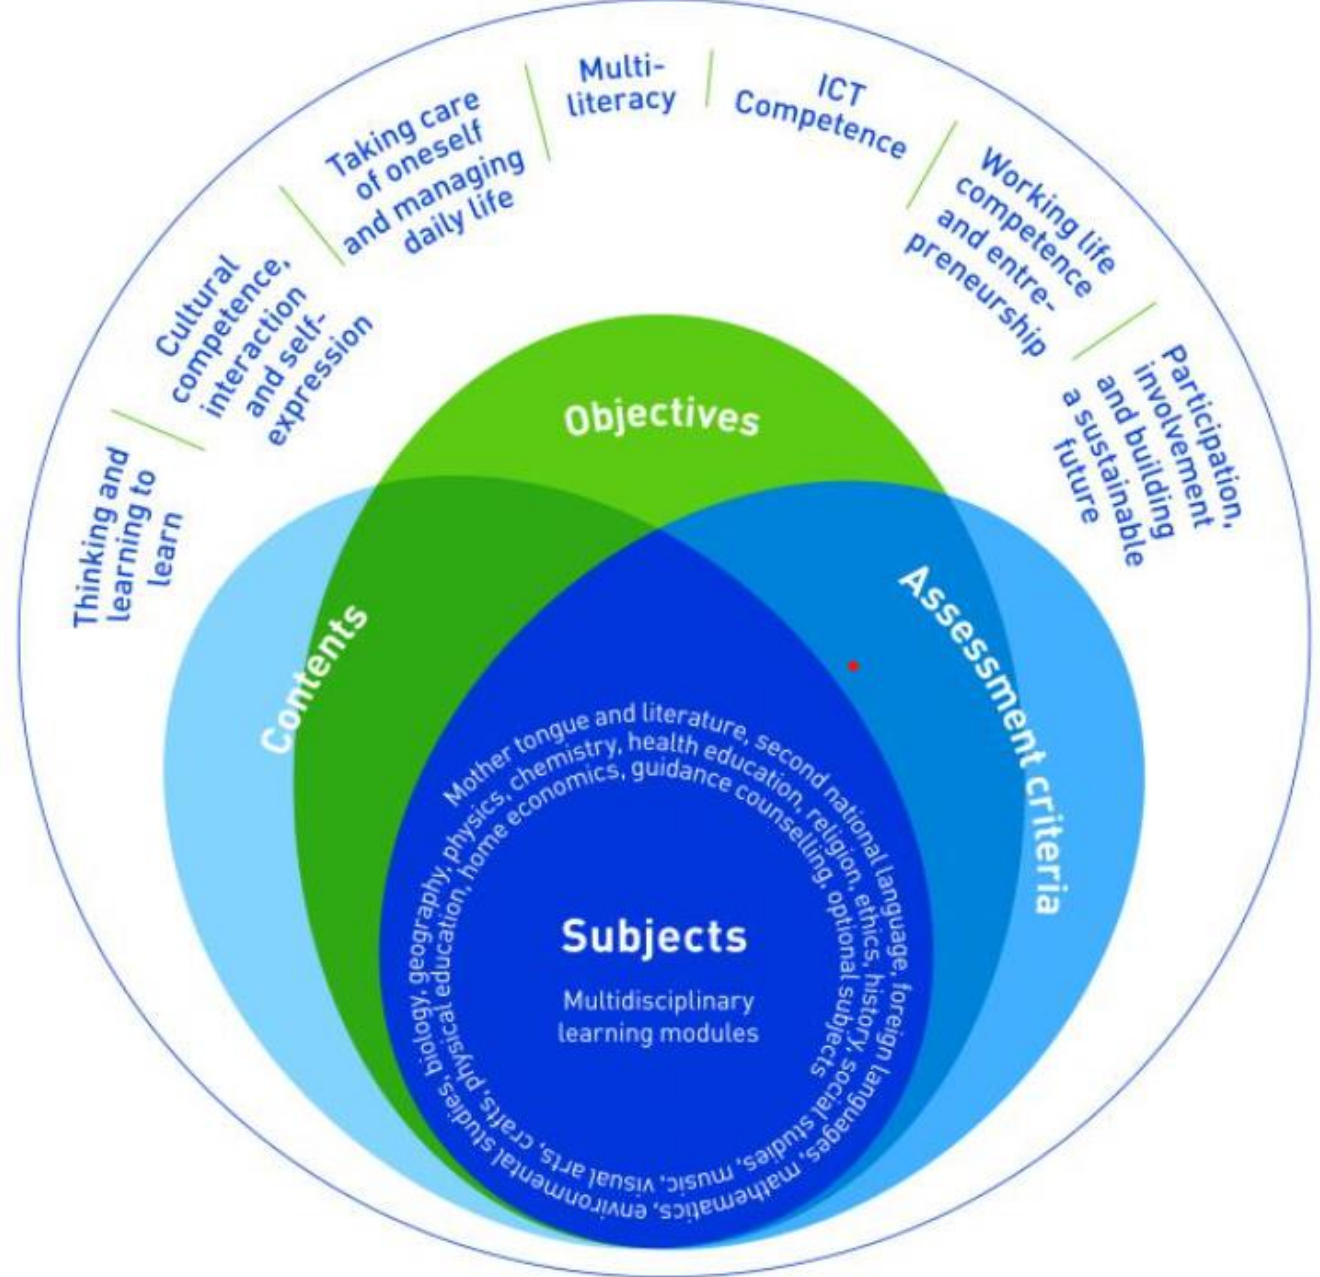 Thinking and
learning to
learn
Cultural
competence,
interaction
and self-
expression
Taking care
of oneself
and managing
daily life
Multi-
literacy
ICT
Competence
Working life
competence
and entre-
preneurship
Participation,
involvement
and building
a sustainable
future
Objectives
Contents
Assessment criteria
Mother tongue and literature, second national language, foreign languages, mathematics, environmental studies, biology, geography, physics, chemistry, health education, religion, ethics, history, social studies, music, visual arts, crafts, physical education, home economics, guidance counselling, optional subjects
Subjects
Multidisciplinary
learning modules